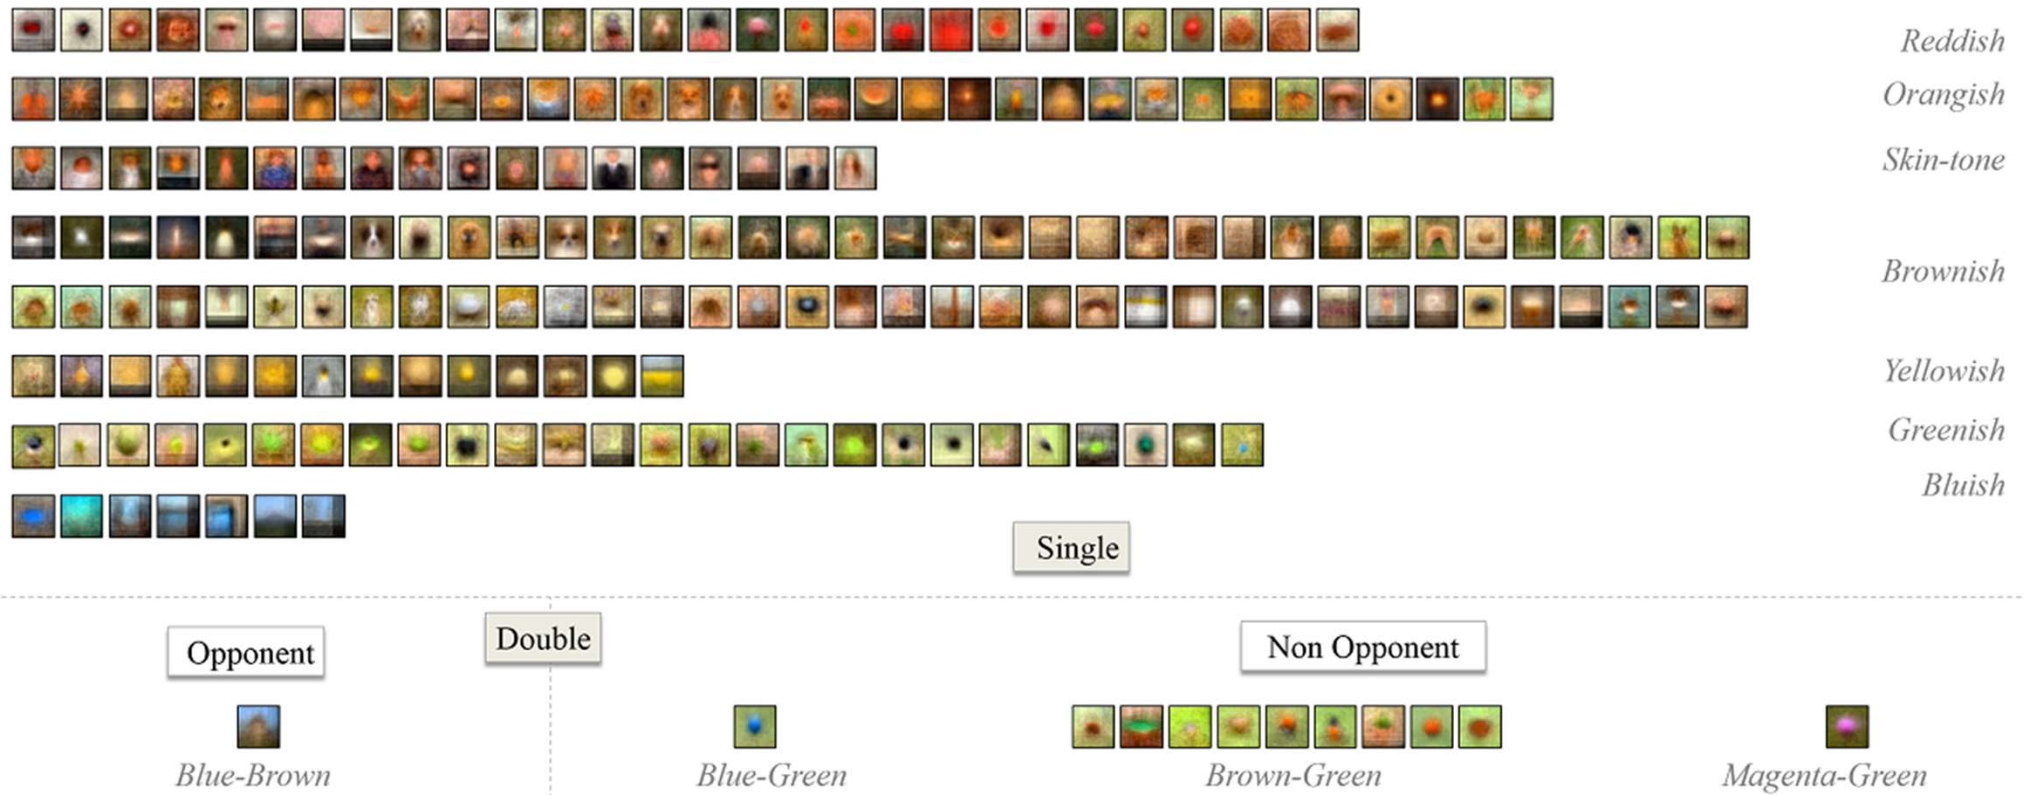 Reddish
Orangish
Skin-tone
Brownish
Yellowish
Greenish
Bluish
Single
Opponent
Double
Non Opponent
Blue-Brown
Blue-Green
Brown-Green
Magenta-Green